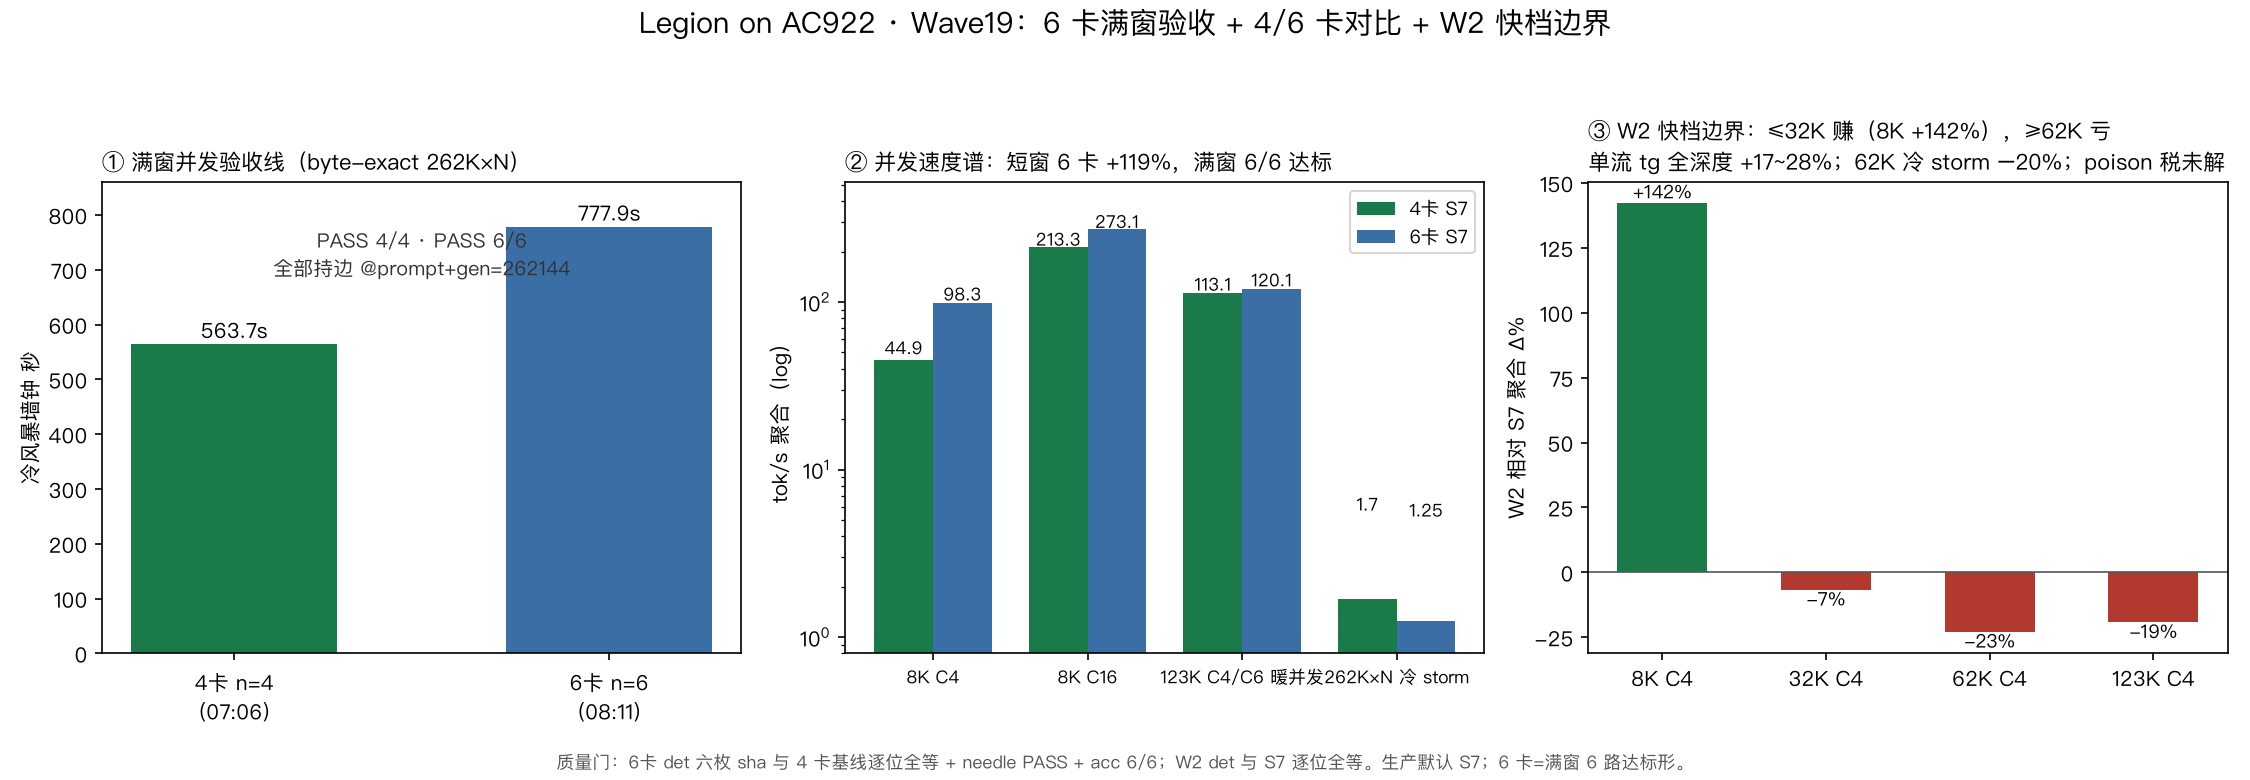 Legion on AC922 · Wave19：6 卡满窗验收 + 4/6 卡对比 + W2 快档边界
① 满窗并发验收线（byte−exact 262K×N）
冷风暴墙钟 秒
800
700
600
500
400
300
200
100
0
563.7s
777.9s
PASS 4/4 · PASS 6/6
全部持边 @prompt+gen=262144
4卡 n=4
(07:06)
6卡 n=6
(08:11)
② 并发速度谱：短窗 6 卡 +119%，满窗 6/6 达标
tok/s 聚合（log）
10²
10¹
10⁰
4卡 S7
6卡 S7
44.9
98.3
213.3
273.1
113.1
120.1
1.7
1.25
8K C4
8K C16
123K C4/C6 暖并发
262K×N 冷 storm
③ W2 快档边界：≤32K 赚（8K +142%），≥62K 亏
单流 tg 全深度 +17~28%；62K 冷 storm −20%；poison 税未解
W2 相对 S7 聚合 Δ%
150
125
100
75
50
25
0
−25
+142%
−7%
−23%
−19%
8K C4
32K C4
62K C4
123K C4
质量门：6卡 det 六枚 sha 与 4 卡基线逐位全等 + needle PASS + acc 6/6；W2 det 与 S7 逐位全等。生产默认 S7；6 卡=满窗 6 路达标形。